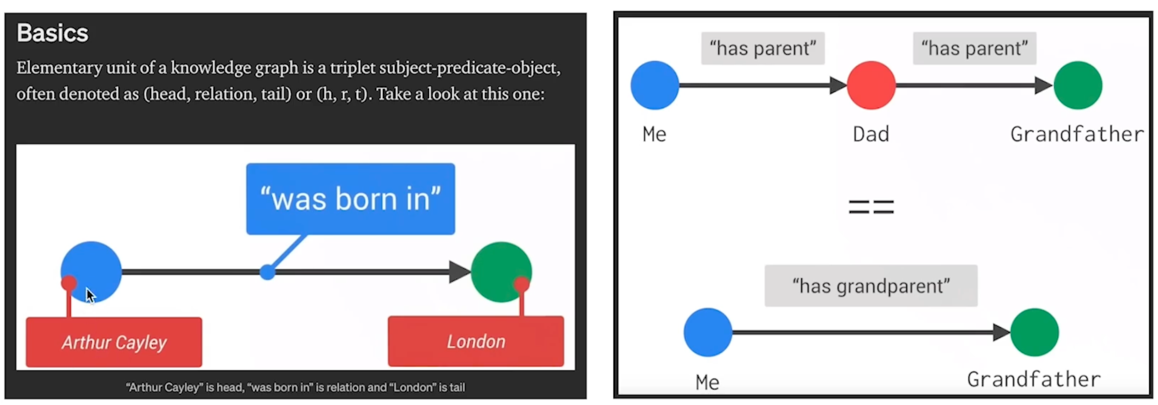 Basics
Elementary unit of a knowledge graph is a triplet subject-predicate-object,
often denoted as (head, relation, tail) or (h, r, t). Take a look at this one:
“was born in”
Arthur Cayley
London
“Arthur Cayley” is head, “was born in” is relation and “London” is tail
“has parent”
“has parent”
Me
Dad
Grandfather
==
“has grandparent”
Me
Grandfather